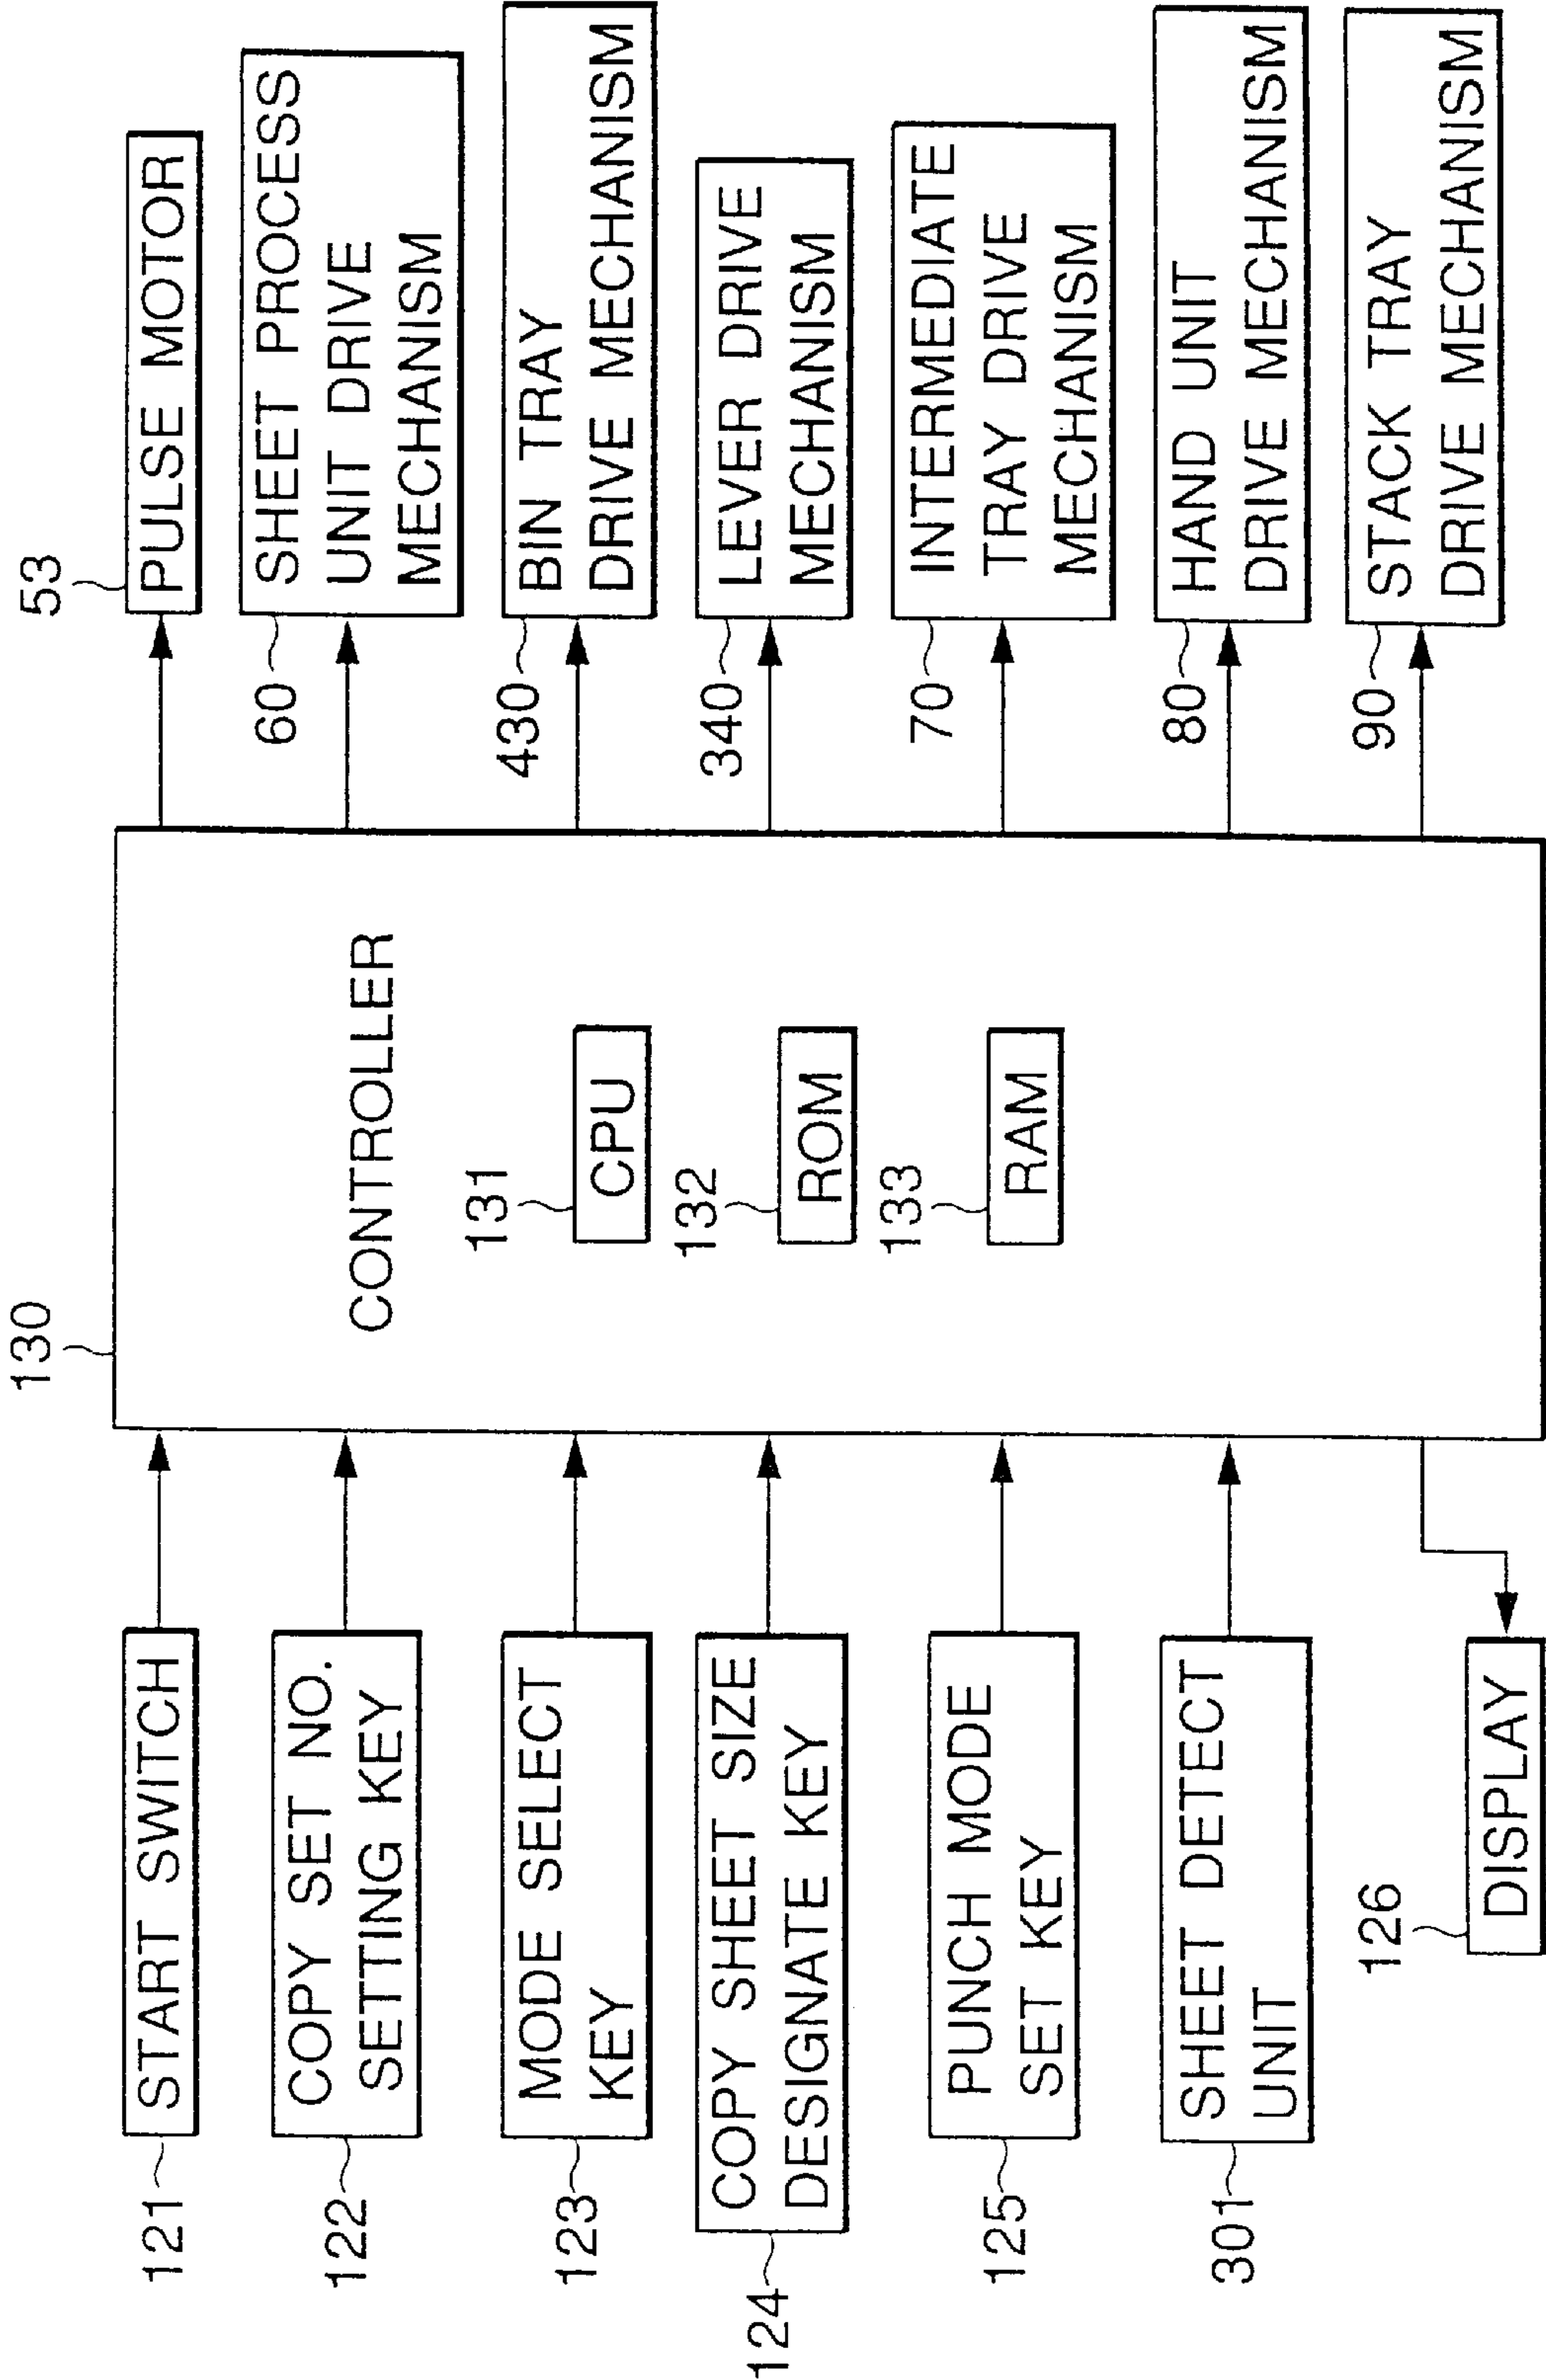 130
CONTROLLER
131
CPU
132
ROM
133
RAM
121
START SWITCH
122
COPY SET NO.
SETTING KEY
123
MODE SELECT
KEY
124
COPY SHEET SIZE
DESIGNATE KEY
125
PUNCH MODE
SET KEY
301
SHEET DETECT
UNIT
126
DISPLAY
53
PULSE MOTOR
60
SHEET PROCESS
UNIT DRIVE
MECHANISM
430
BIN TRAY
DRIVE MECHANISM
340
LEVER DRIVE
MECHANISM
70
INTERMEDIATE
TRAY DRIVE
MECHANISM
80
HAND UNIT
DRIVE MECHANISM
90
STACK TRAY
DRIVE MECHANISM